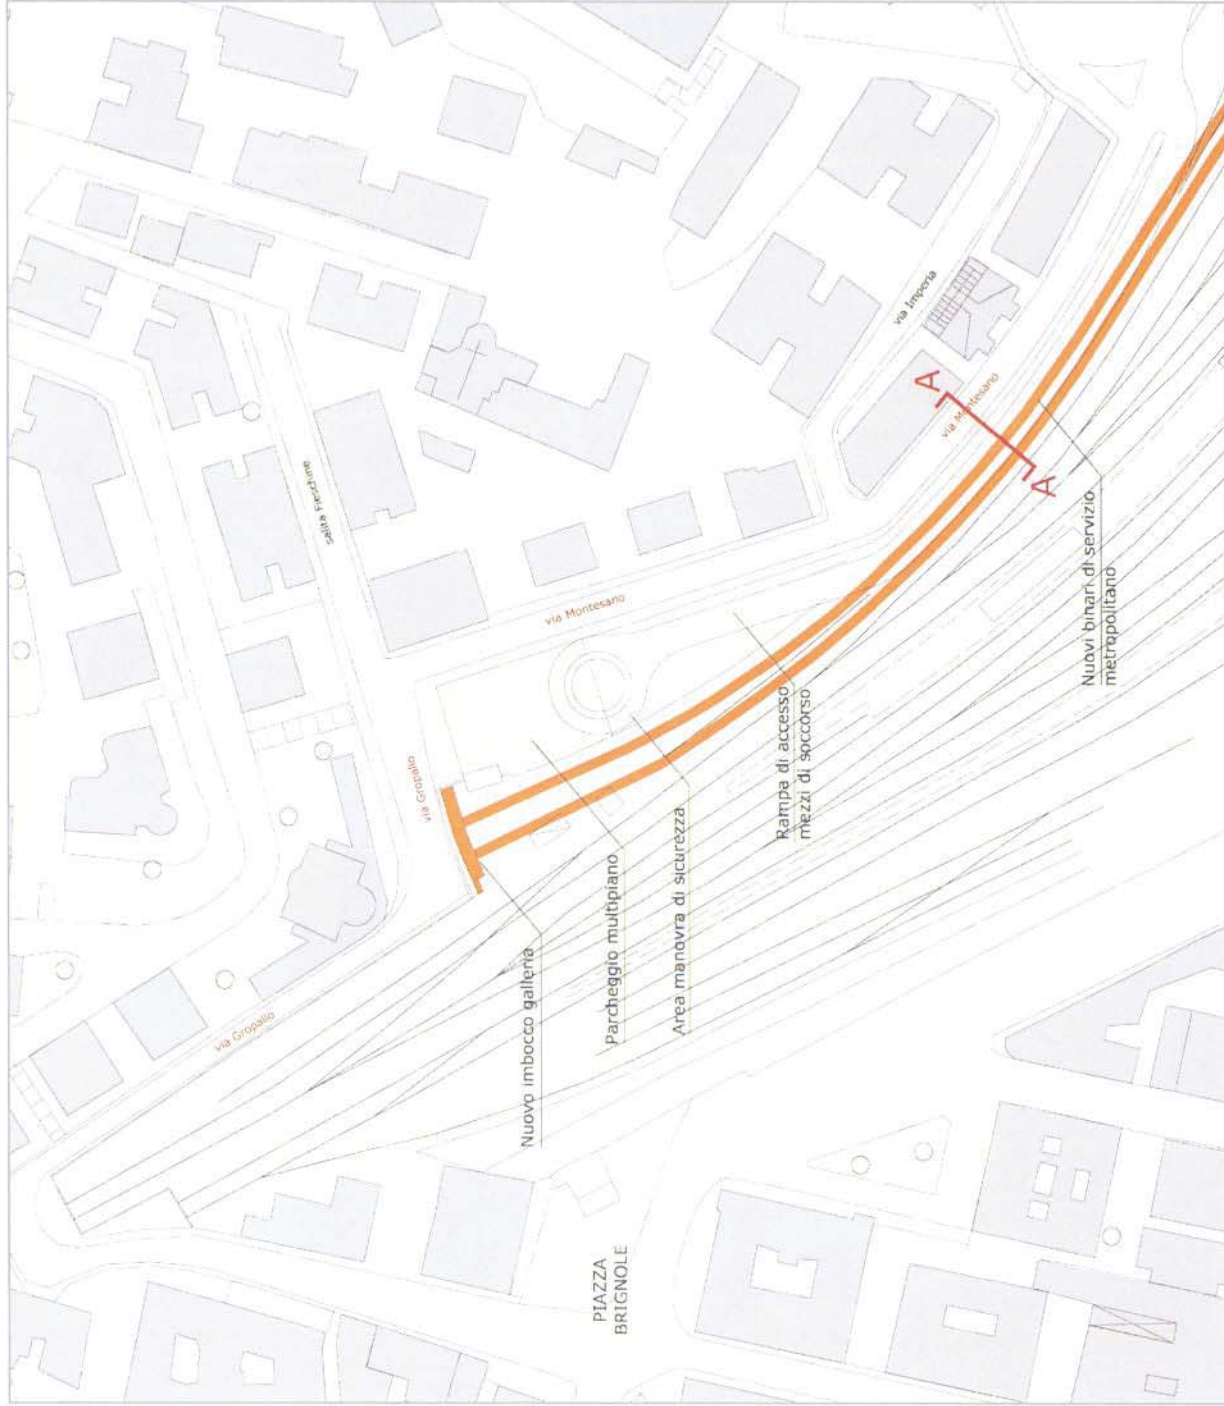 via Gropallo
via Gropallo
salita Fieschine
via Montesano
via Imperia
via Montesano
A
A
Nuovo imbocco galleria
Parcheggio multipiano
Area manovra di sicurezza
Rampa di accesso
mezzi di soccorso
Nuovi binari di servizio
metropolitano
PIAZZA
BRIGNOLE